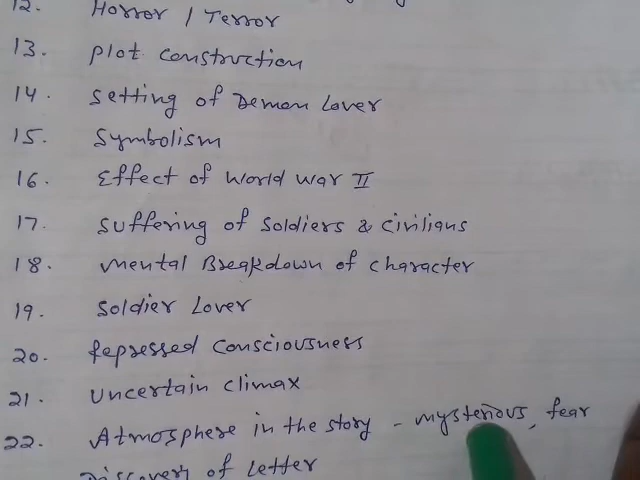 12. Horror / Terror
13. Plot construction
14. Setting of Demon Lover
15. Symbolism
16. Effect of World War II
17. Suffering of Soldiers & Civilians
18. Mental Breakdown of character
19. Soldier Lover
20. Repressed Consciousness
21. Uncertain climax
22. Atmosphere in the story - mysterious, fear
Discovery of Letter